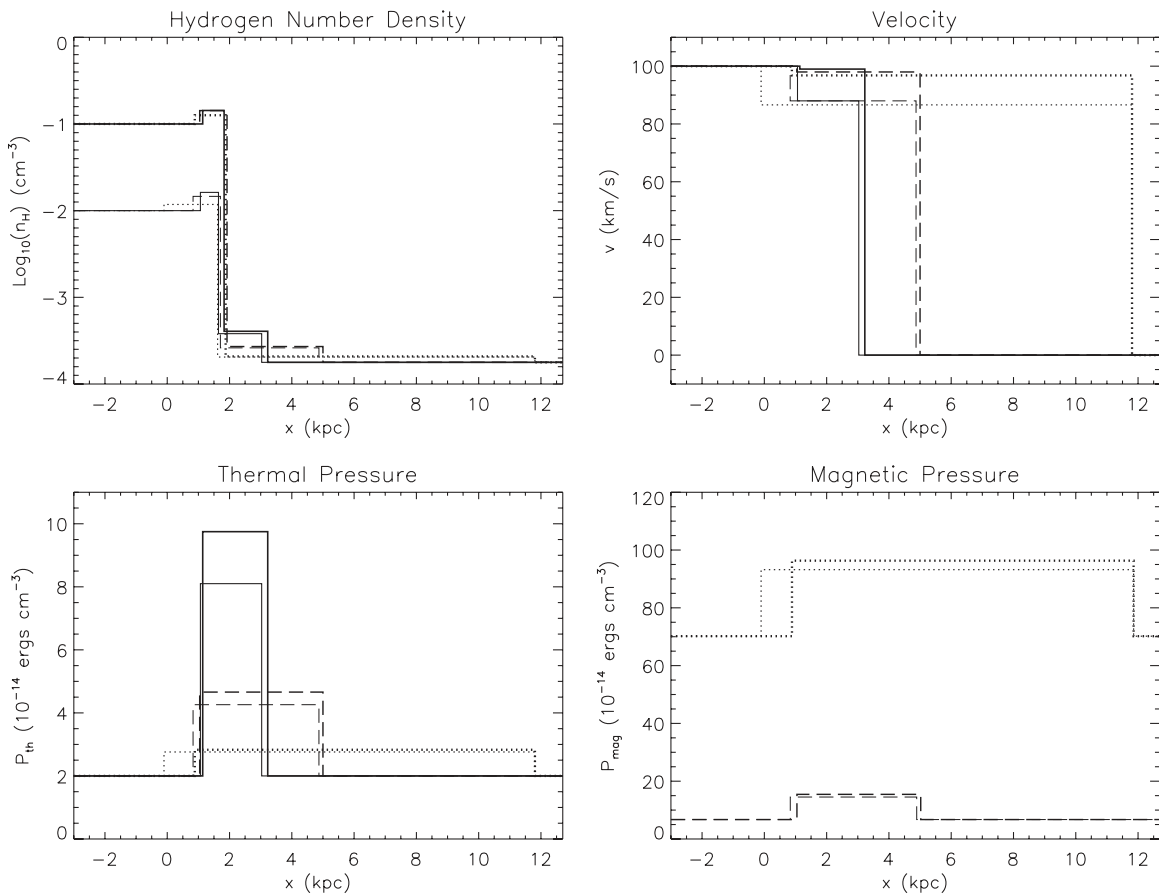 Hydrogen Number Density
0
−1
−2
−3
−4
Log₁₀(n_H) (cm⁻³)
−2 0 2 4 6 8 10 12
x (kpc)
Velocity
100
80
60
40
20
0
v (km/s)
−2 0 2 4 6 8 10 12
x (kpc)
Thermal Pressure
10
8
6
4
2
0
P_th (10⁻¹⁴ ergs cm⁻³)
−2 0 2 4 6 8 10 12
x (kpc)
Magnetic Pressure
120
100
80
60
40
20
0
P_mag (10⁻¹⁴ ergs cm⁻³)
−2 0 2 4 6 8 10 12
x (kpc)